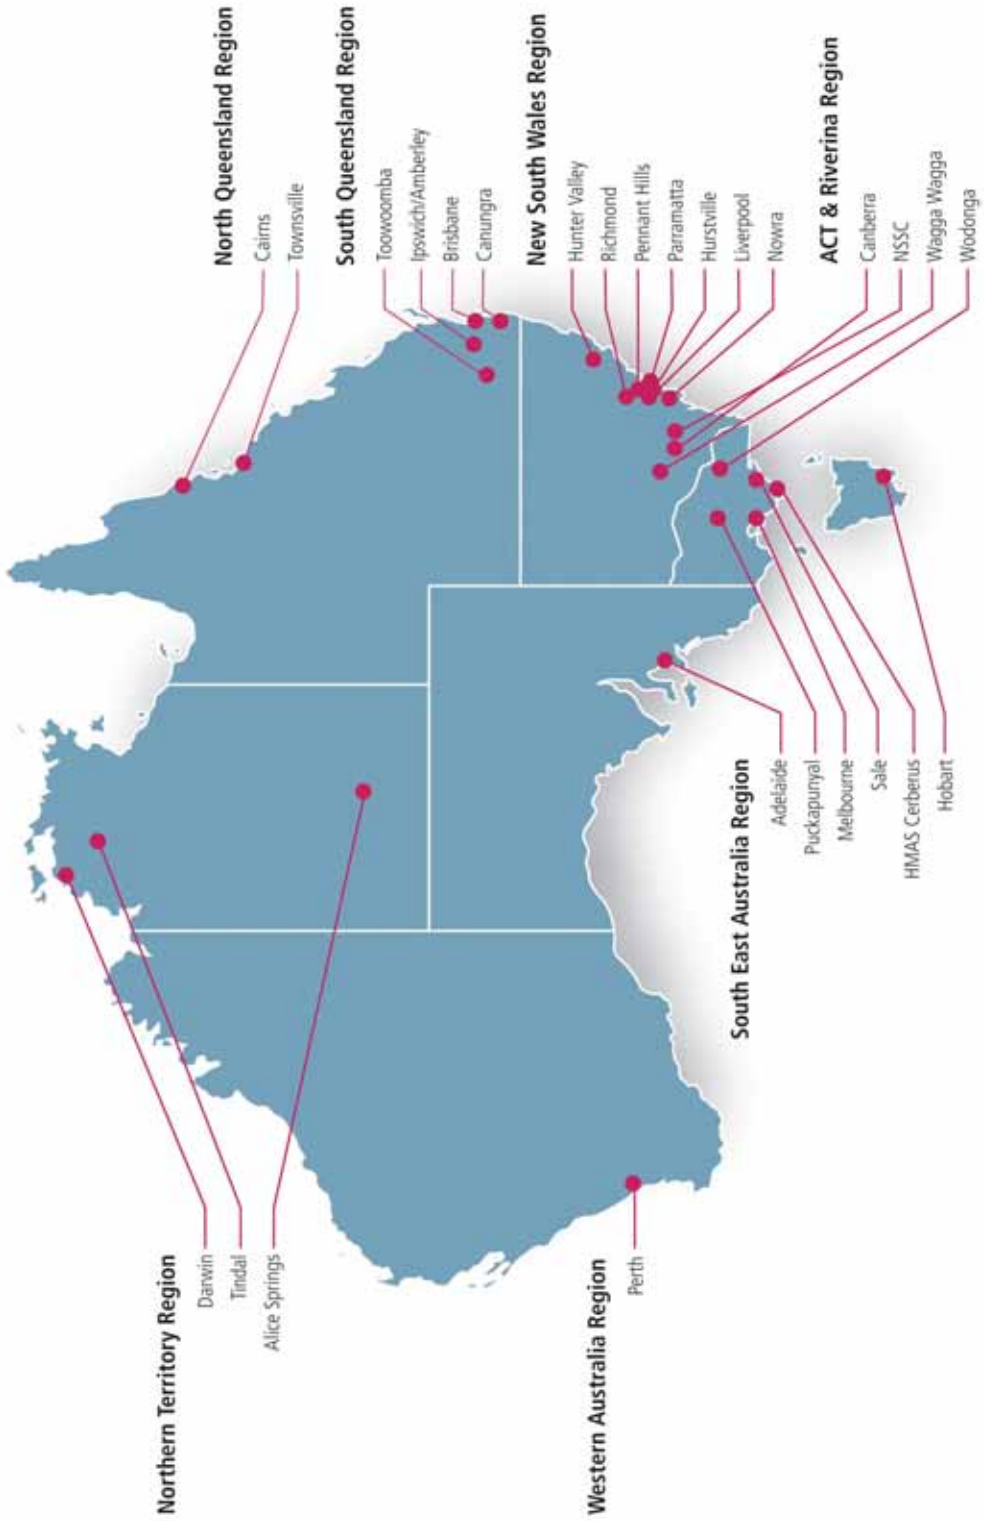 Northern Territory Region
Darwin
Tindal
Alice Springs
Western Australia Region
Perth
South East Australia Region
Adelaide
Puckapunyal
Melbourne
Sale
HMAS Cerberus
Hobart
North Queensland Region
Cairns
Townsville
South Queensland Region
Toowoomba
Ipswich/Amberley
Brisbane
Canungra
New South Wales Region
Hunter Valley
Richmond
Pennant Hills
Parramatta
Hurstville
Liverpool
Nowra
ACT & Riverina Region
Canberra
NSSC
Wagga Wagga
Wodonga